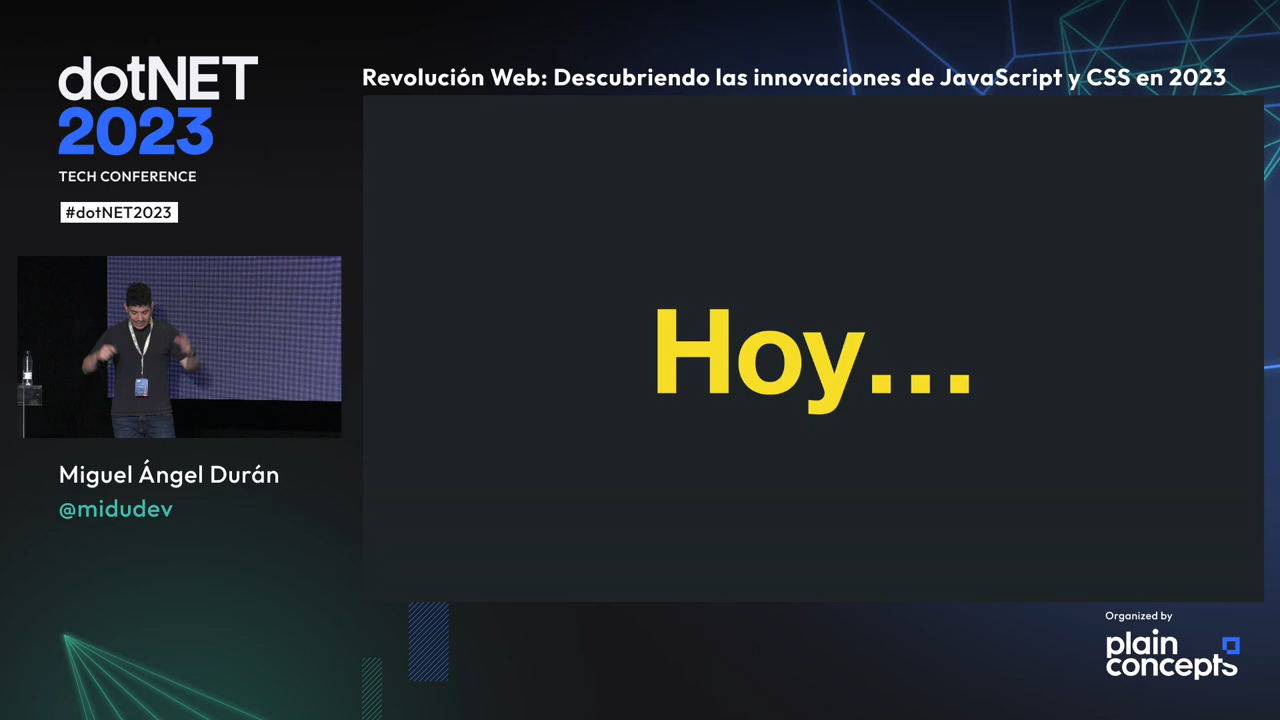 dotNET
2023
TECH CONFERENCE
#dotNET2023
Revolución Web: Descubriendo las innovaciones de JavaScript y CSS en 2023
Hoy...
Miguel Ángel Durán
@midudev
Organized by
plain
concepts